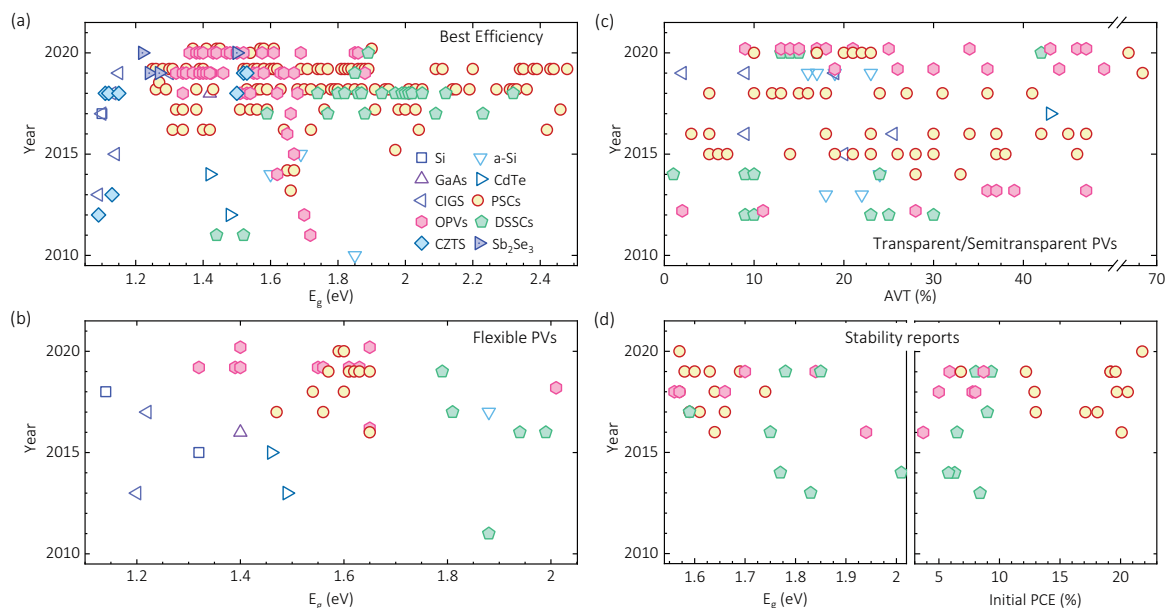 (a)
Best Efficiency
2020
2015
2010
Year
Si
a-Si
GaAs
CdTe
CIGS
PSCs
OPVs
DSSCs
CZTS
Sb2Se3
1.2 1.4 1.6 1.8 2.0 2.2 2.4
Eg (eV)
(c)
2020
2015
2010
Year
Transparent/Semitransparent PVs
0 10 20 30 40 70
AVT (%)
(b)
Flexible PVs
2020
2015
2010
Year
1.2 1.4 1.6 1.8 2
Eg (eV)
(d)
Stability reports
2020
2015
2010
Year
1.6 1.7 1.8 1.9 2
Eg (eV)
5 10 15 20
Initial PCE (%)